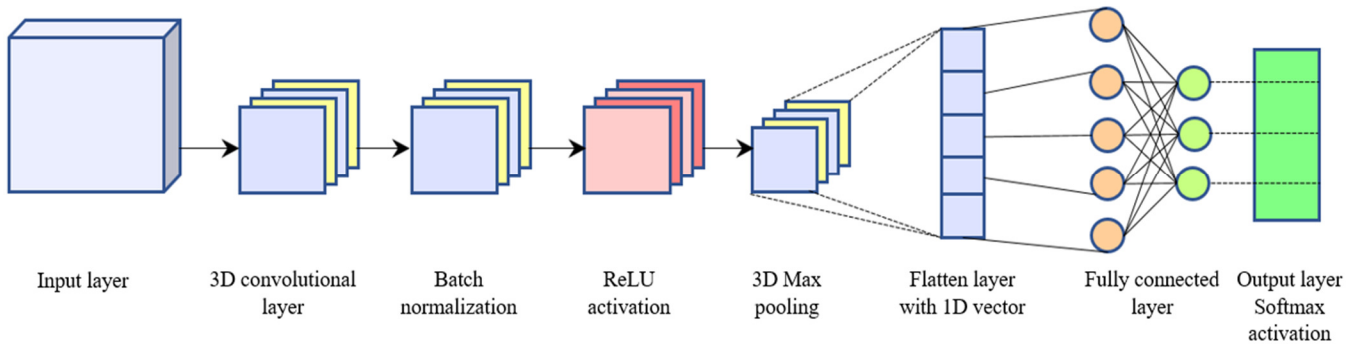 Input layer
3D convolutional
layer
Batch
normalization
ReLU
activation
3D Max
pooling
Flatten layer
with 1D vector
Fully connected
layer
Output layer
Softmax
activation